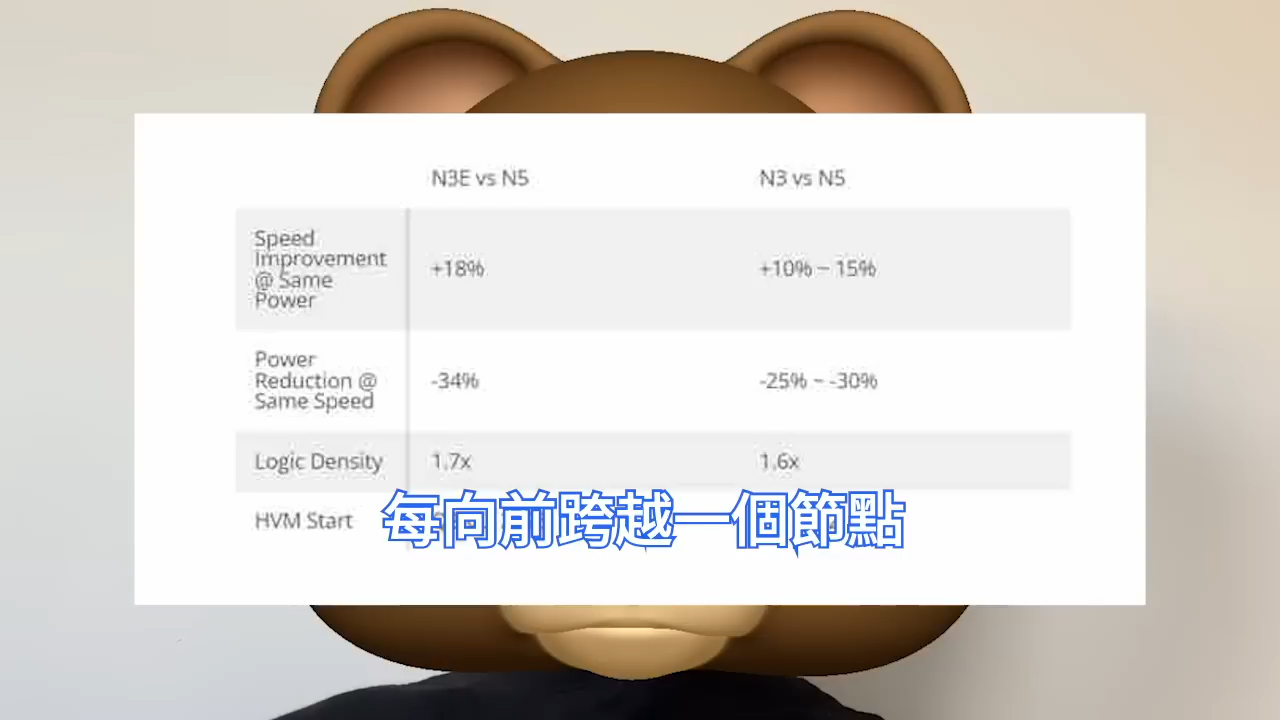 N3E vs N5
N3 vs N5
Speed
Improvement
@ Same
Power
+18%
+10% ~ 15%
Power
Reduction @
Same Speed
-34%
-25% ~ -30%
Logic Density
1.7x
1.6x
HVM Start
每向前跨越一個節點